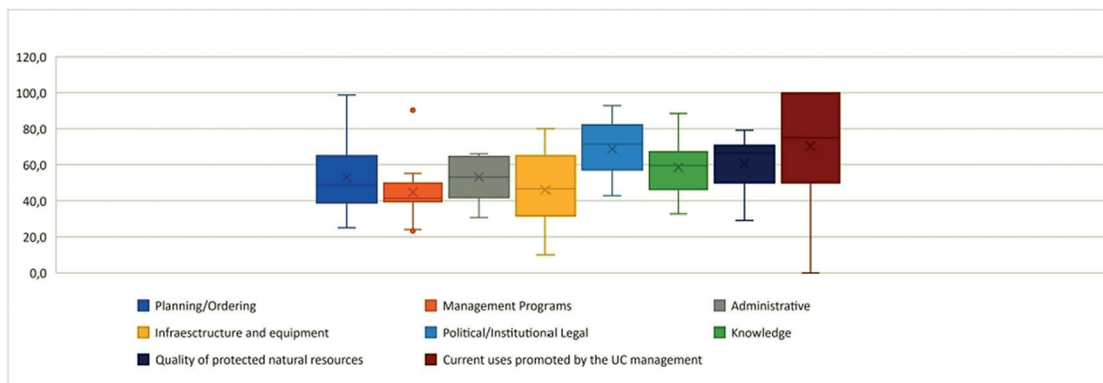 120,0
100,0
80,0
60,0
40,0
20,0
0,0
Planning/Ordering
Management Programs
Administrative
Infraesctructure and equipment
Political/Institutional Legal
Knowledge
Quality of protected natural resources
Current uses promoted by the UC management